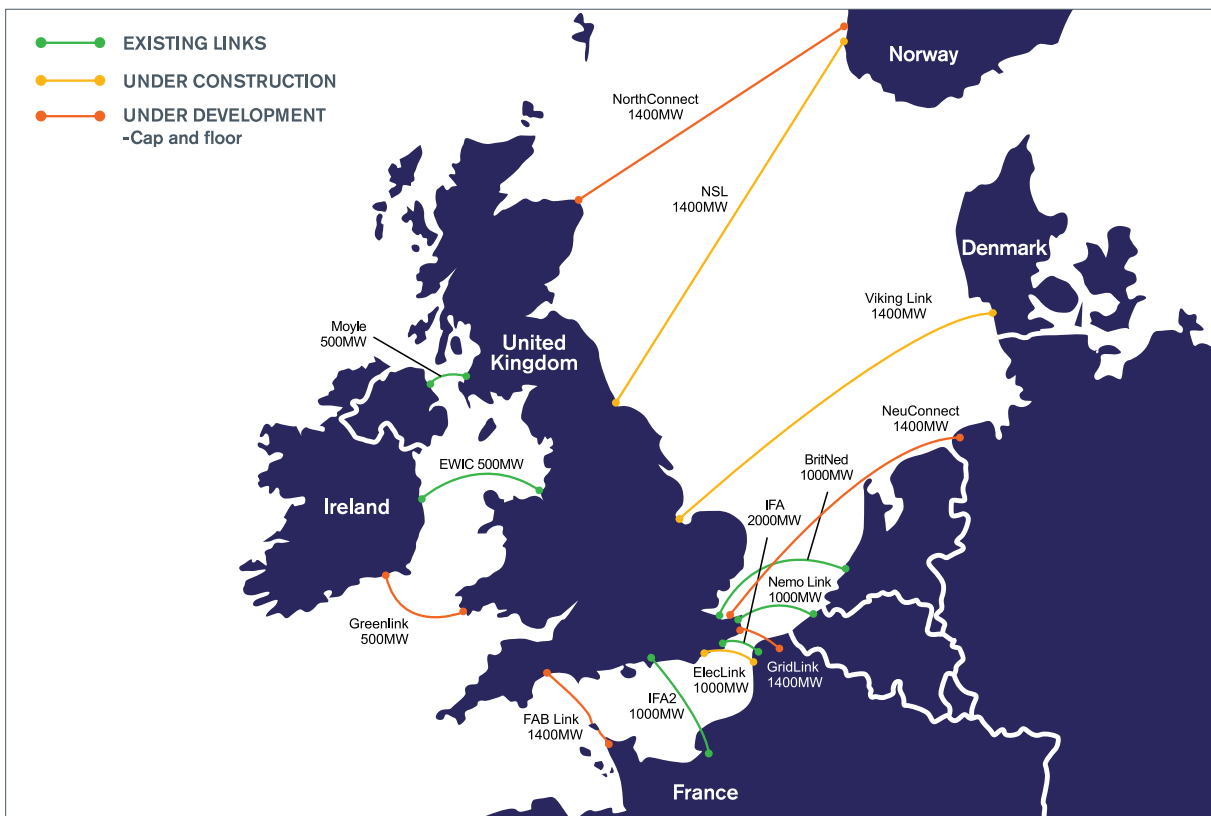 EXISTING LINKS
UNDER CONSTRUCTION
UNDER DEVELOPMENT
-Cap and floor
Norway
NorthConnect
1400MW
NSL
1400MW
Denmark
Viking Link
1400MW
Moyle
500MW
United
Kingdom
NeuConnect
1400MW
BritNed
1000MW
EWIC 500MW
IFA
2000MW
Ireland
Nemo Link
1000MW
Greenlink
500MW
ElecLink
1000MW
GridLink
1400MW
IFA2
1000MW
FAB Link
1400MW
France